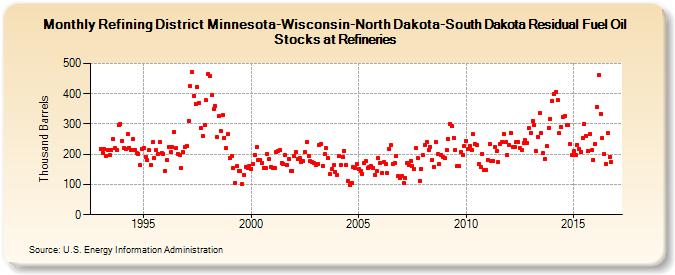 Monthly Refining District Minnesota-Wisconsin-North Dakota-South Dakota Residual Fuel Oil
Stocks at Refineries
Thousand Barrels
500
400
300
200
100
0
1995
2000
2005
2010
2015
Source: U.S. Energy Information Administration